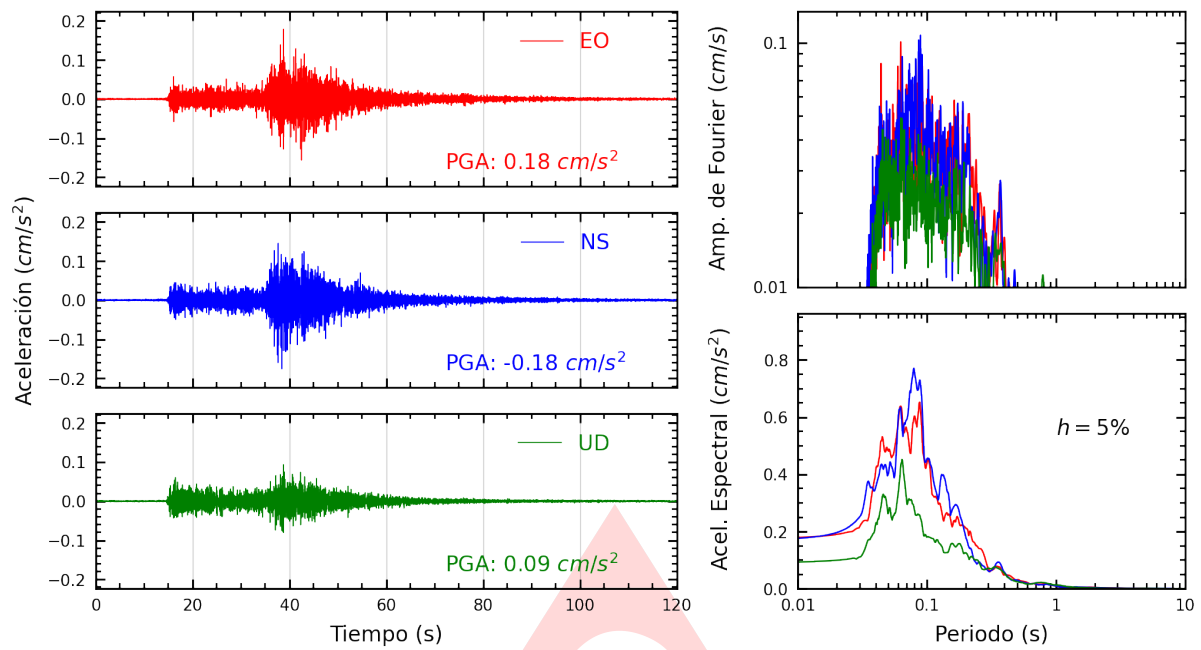 Aceleración (cm/s²)
0.2
0.1
0.0
−0.1
−0.2
EO
PGA: 0.18 cm/s²
0.2
0.1
0.0
−0.1
−0.2
NS
PGA: -0.18 cm/s²
0.2
0.1
0.0
−0.1
−0.2
UD
PGA: 0.09 cm/s²
0 20 40 60 80 100 120
Tiempo (s)
Amp. de Fourier (cm/s)
0.1
0.01
Acel. Espectral (cm/s²)
0.8
0.6
0.4
0.2
0.0
h = 5%
0.01 0.1 1 10
Periodo (s)